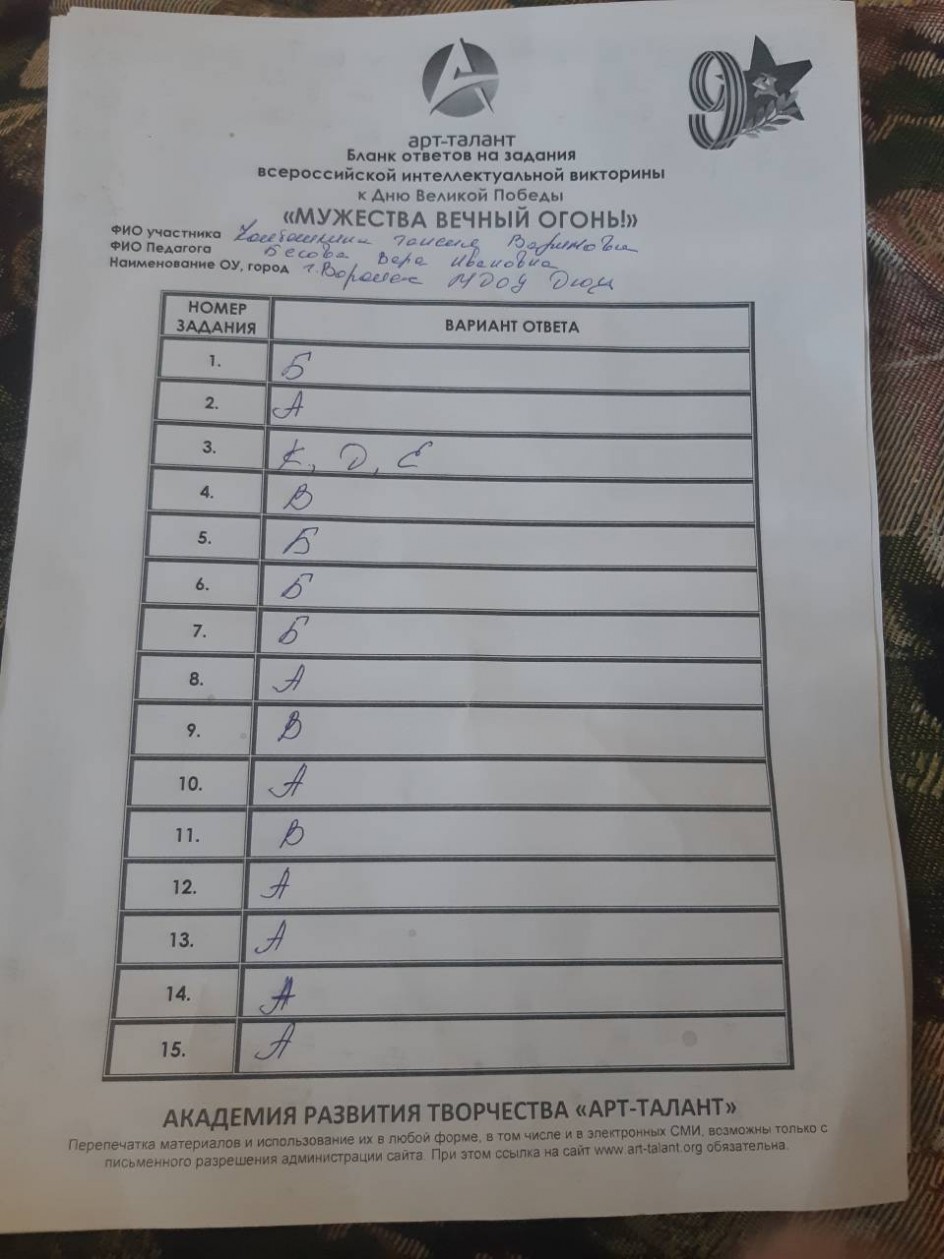 арт-талант
Бланк ответов на задания
всероссийской интеллектуальной викторины
к Дню Великой Победы
«МУЖЕСТВА ВЕЧНЫЙ ОГОНЬ!»
ФИО участника
ФИО Педагога Бесова Вера Ивановна
Наименование ОУ, город г. Воронеж МДОУ
НОМЕР ЗАДАНИЯ ВАРИАНТ ОТВЕТА
1. Б
2. А
3. К, Д, Е
4. В
5. Б
6. Б
7. Б
8. А
9. В
10. А
11. В
12. А
13. А
14. А
15. А
АКАДЕМИЯ РАЗВИТИЯ ТВОРЧЕСТВА «АРТ-ТАЛАНТ»
Перепечатка материалов и использование их в любой форме, в том числе и в электронных СМИ, возможны только с
письменного разрешения администрации сайта. При этом ссылка на сайт www.art-talant.org обязательна.